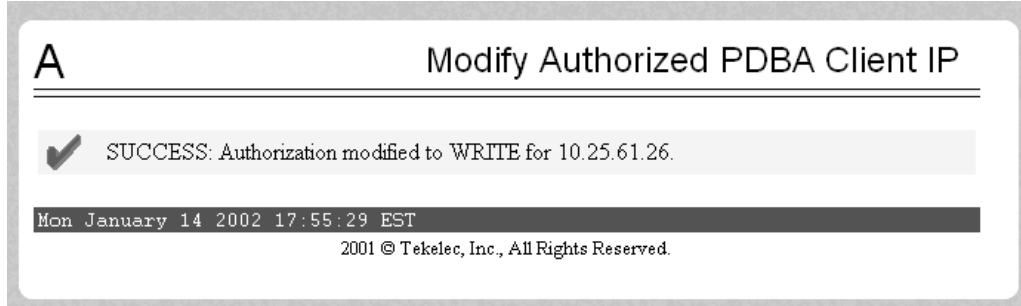 A
Modify Authorized PDBA Client IP
SUCCESS: Authorization modified to WRITE for 10.25.61.26.
Mon January 14 2002 17:55:29 EST
2001 © Tekelec, Inc., All Rights Reserved.